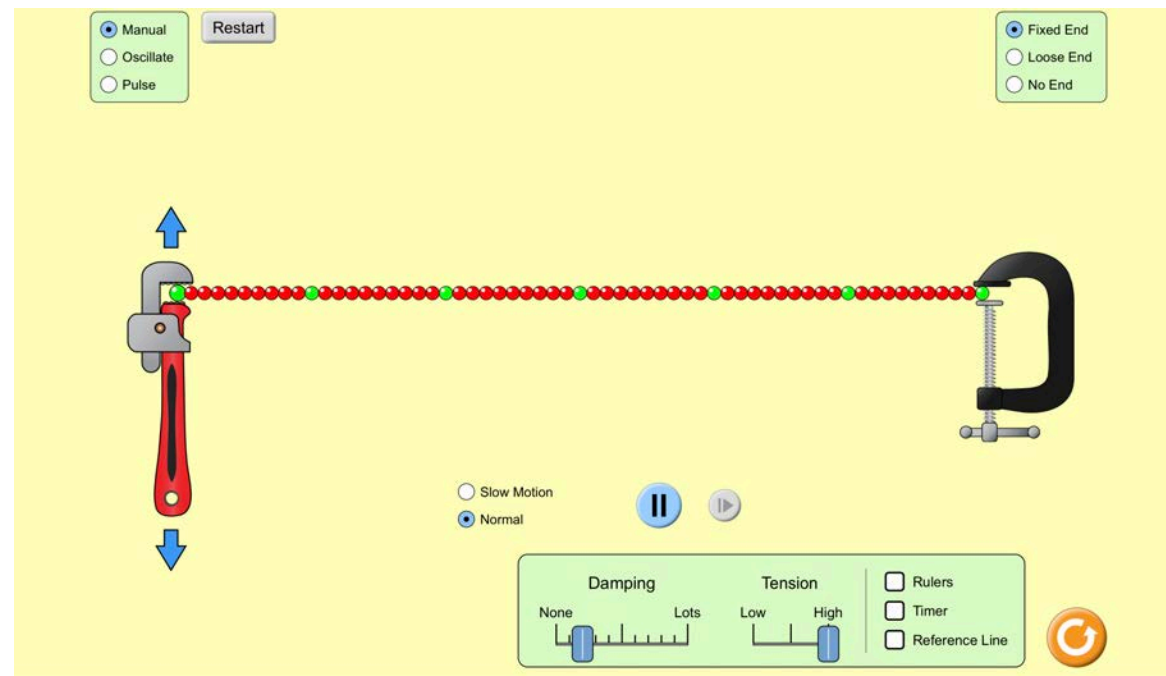 Manual
Oscillate
Pulse
Restart
Fixed End
Loose End
No End
Slow Motion
Normal
Damping
None
Lots
Tension
Low
High
Rulers
Timer
Reference Line